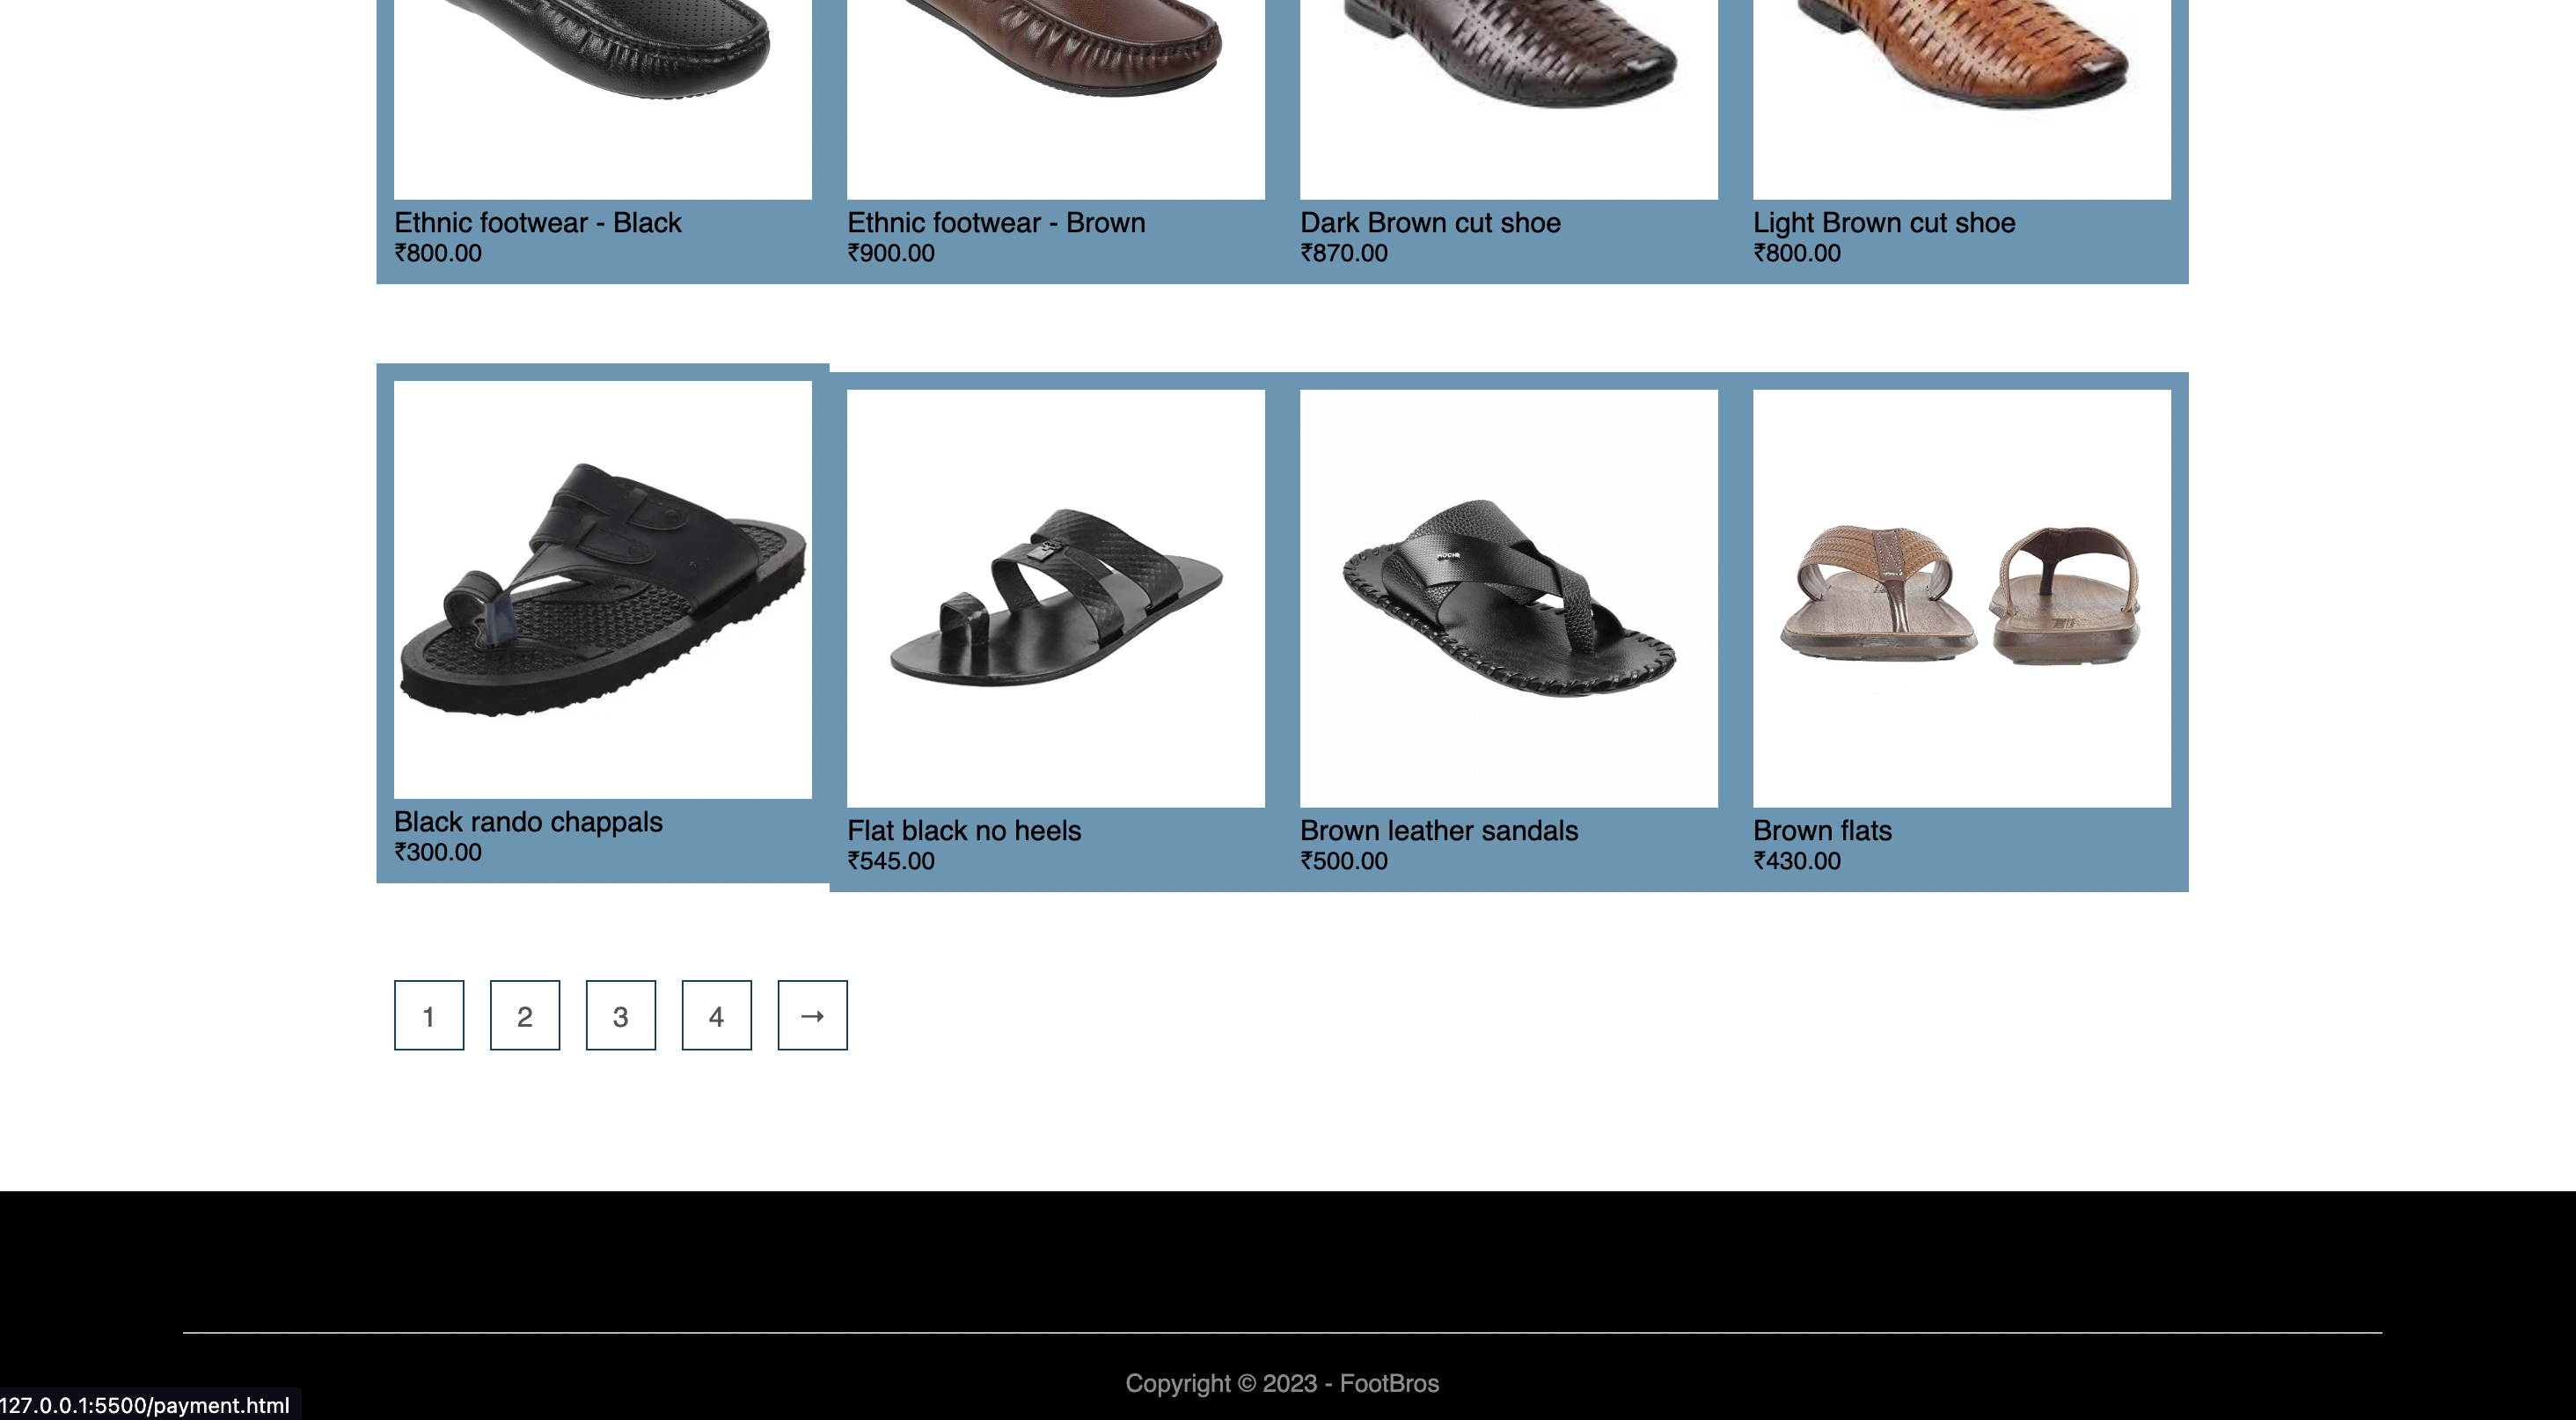 Ethnic footwear - Black
₹800.00
Ethnic footwear - Brown
₹900.00
Dark Brown cut shoe
₹870.00
Light Brown cut shoe
₹800.00
Black rando chappals
₹300.00
Flat black no heels
₹545.00
Brown leather sandals
₹500.00
Brown flats
₹430.00
1 2 3 4 →
Copyright © 2023 - FootBros
127.0.0.1:5500/payment.html